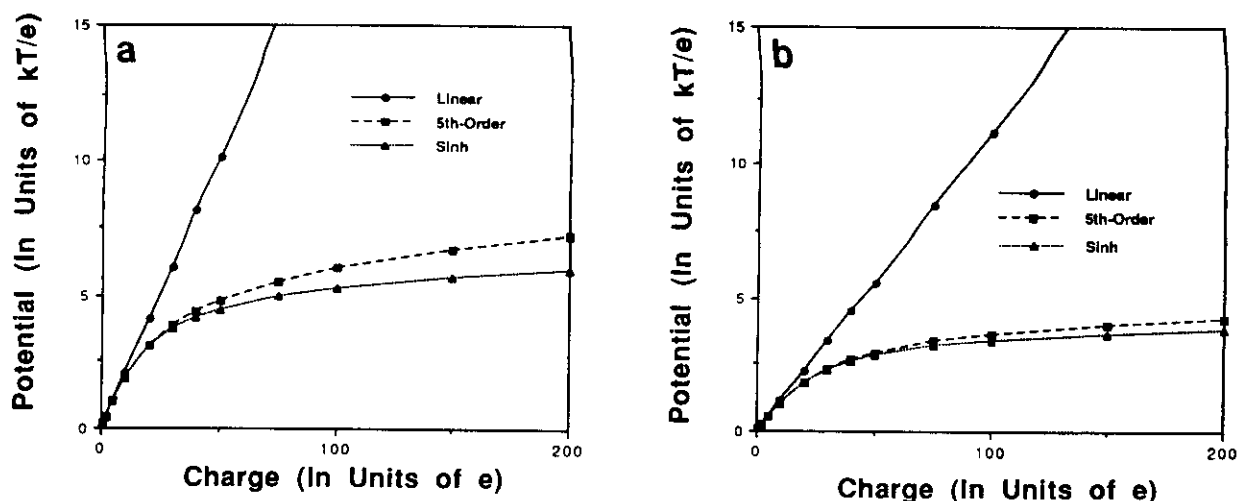 a
Potential (In Units of kT/e)
15
10
5
0
Linear
5th-Order
Sinh
0
100
200
Charge (In Units of e)
b
Potential (In Units of kT/e)
15
10
5
0
Linear
5th-Order
Sinh
0
100
200
Charge (In Units of e)